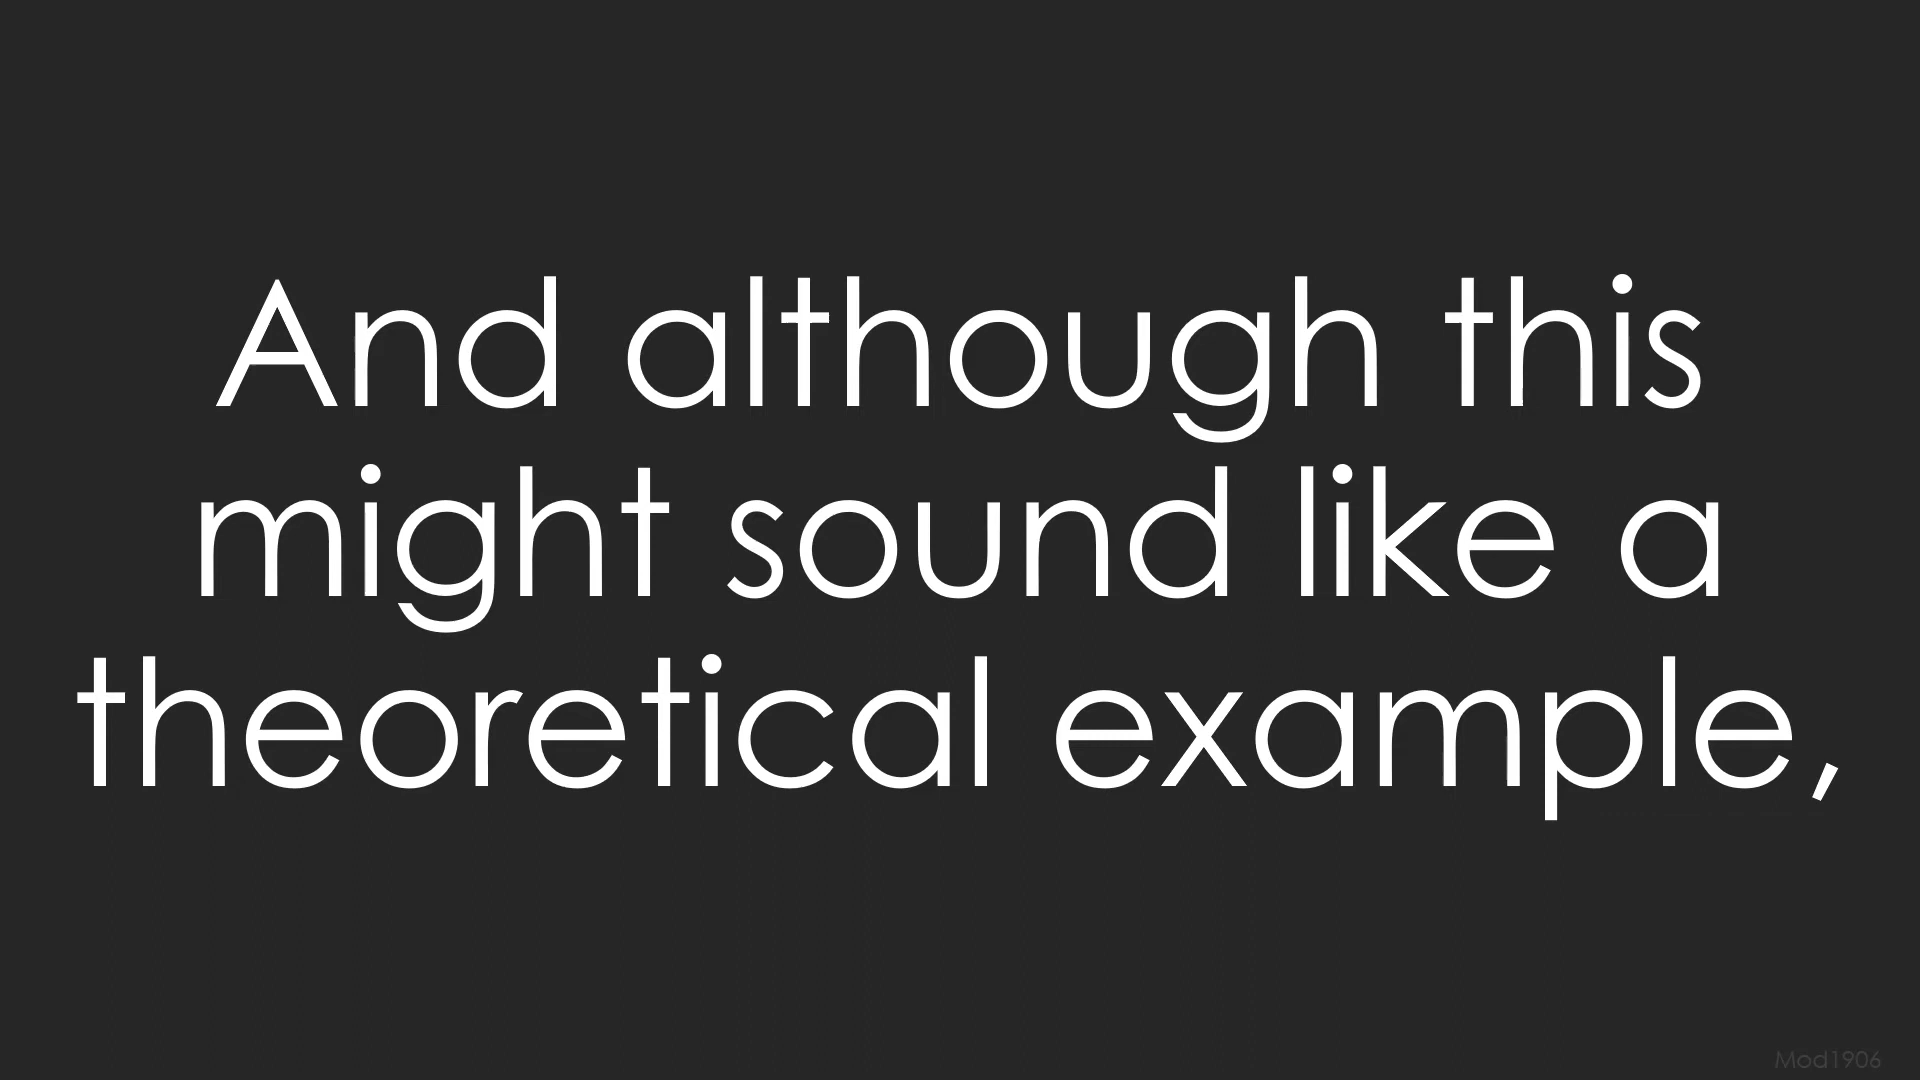 And although this
might sound like a
theoretical example,
Mod1906